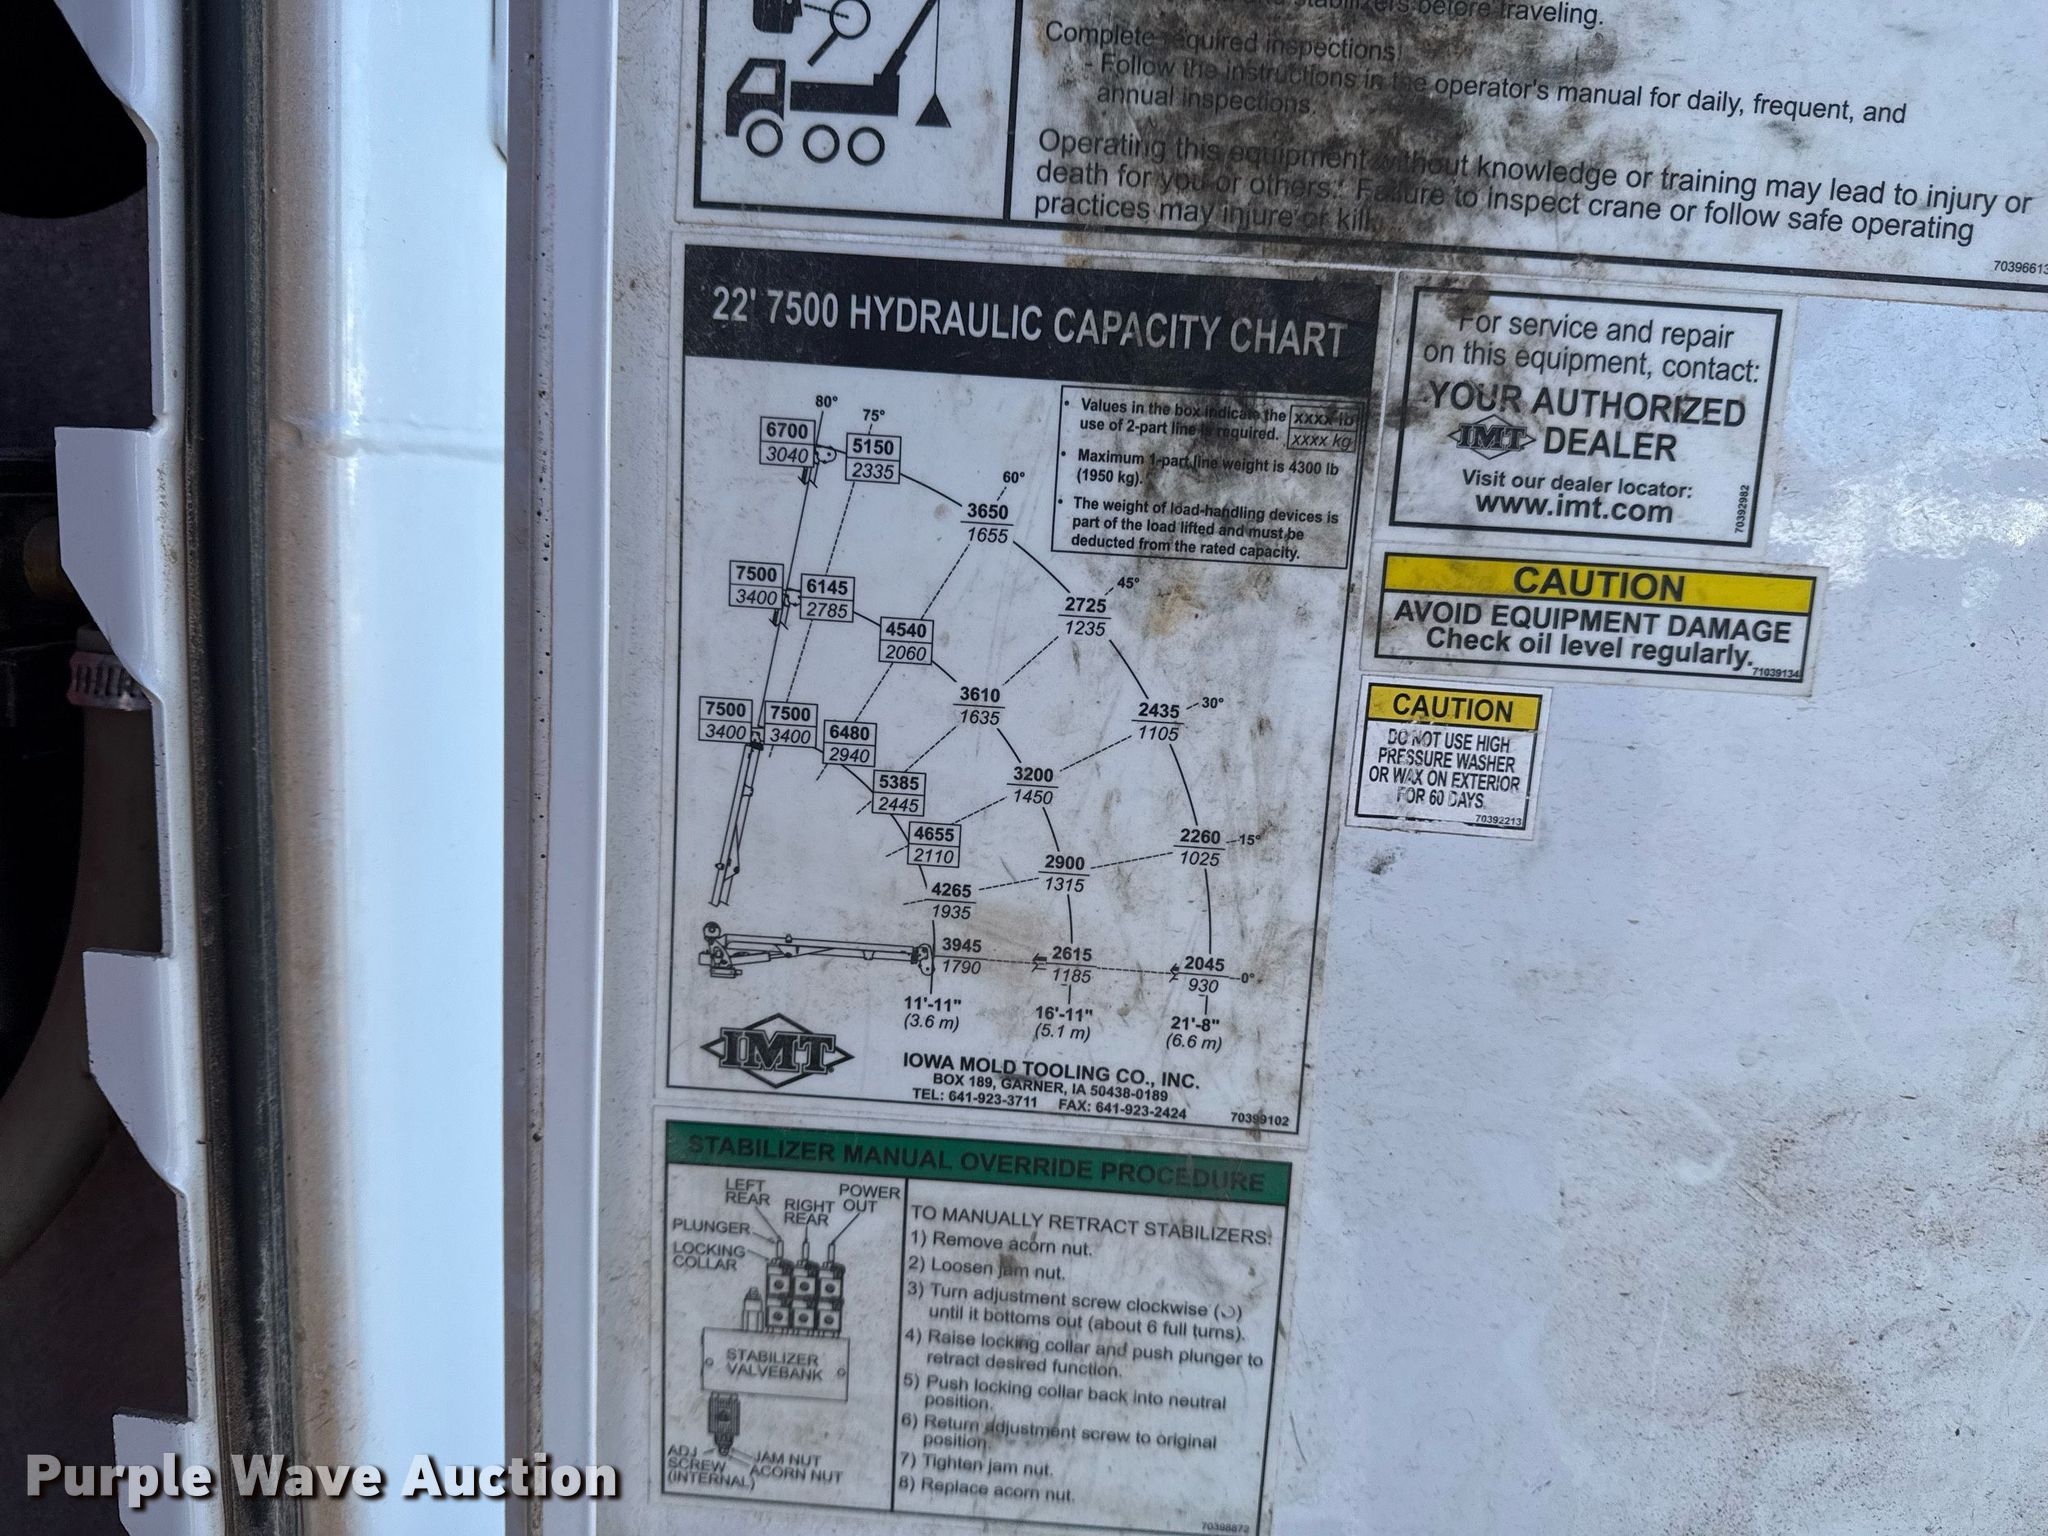 stabilizers before traveling.
Complete required inspections:
- Follow the instructions in the operator's manual for daily, frequent, and
annual inspections.
Operating this equipment without knowledge or training may lead to injury or
death for you or others. Failure to inspect crane or follow safe operating
practices may injure or kill.
70396613
22' 7500 HYDRAULIC CAPACITY CHART
• Values in the box indicate the
use of 2-part line is required.
xxxx lb
xxxx kg
• Maximum 1-part line weight is 4300 lb
(1950 kg).
• The weight of load-handling devices is
part of the load lifted and must be
deducted from the rated capacity.
80°
75°
6700
3040
5150
2335
60°
3650
1655
45°
7500
3400
6145
2785
2725
1235
4540
2060
3610
1635
30°
2435
1105
7500
3400
7500
3400
6480
2940
5385
2445
3200
1450
4655
2110
15°
2260
1025
2900
1315
4265
1935
3945
1790
2615
1185
2045
930
0°
11'-11"
(3.6 m)
16'-11"
(5.1 m)
21'-8"
(6.6 m)
IMT
IOWA MOLD TOOLING CO., INC.
BOX 189, GARNER, IA 50438-0189
TEL: 641-923-3711 FAX: 641-923-2424
70399102
For service and repair
on this equipment, contact:
YOUR AUTHORIZED
IMT DEALER
Visit our dealer locator:
www.imt.com
70392982
CAUTION
AVOID EQUIPMENT DAMAGE
Check oil level regularly.
71039134
CAUTION
DO NOT USE HIGH
PRESSURE WASHER
OR WAX ON EXTERIOR
FOR 60 DAYS
70392213
STABILIZER MANUAL OVERRIDE PROCEDURE
LEFT
REAR
RIGHT
REAR
POWER
OUT
PLUNGER
LOCKING
COLLAR
STABILIZER
VALVEBANK
ADJ
SCREW
(INTERNAL)
JAM NUT
ACORN NUT
TO MANUALLY RETRACT STABILIZERS:
1) Remove acorn nut.
2) Loosen jam nut.
3) Turn adjustment screw clockwise (↻)
until it bottoms out (about 6 full turns).
4) Raise locking collar and push plunger to
retract desired function.
5) Push locking collar back into neutral
position.
6) Return adjustment screw to original
position.
7) Tighten jam nut.
8) Replace acorn nut.
70398872
Purple Wave Auction